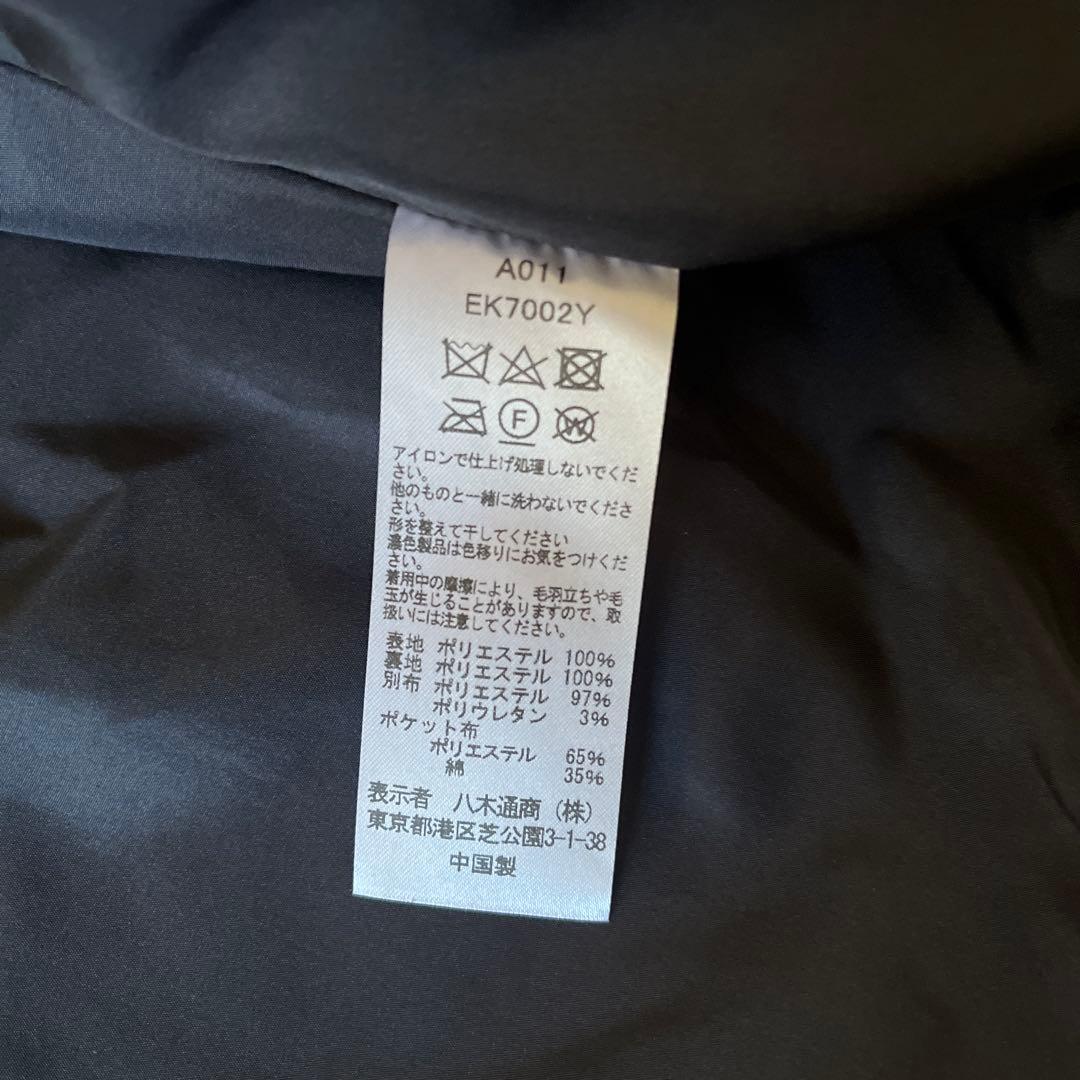 A011
EK7002Y
F
W
アイロンで仕上げ処理しないでくだ
さい。
他のものと一緒に洗わないでくださ
さい。
形を整えて干してください
濃色製品は色移りにお気をつけくだ
さい。
着用中の摩擦により、毛羽立ちや毛
玉が生じることがありますので、取
扱いには注意してください。
表地 ポリエステル 100%
裏地 ポリエステル 100%
別布 ポリエステル 97%
ポリウレタン 3%
ポケット布
ポリエステル 65%
綿 35%
表示者 八木通商(株)
東京都港区芝公園3-1-38
中国製